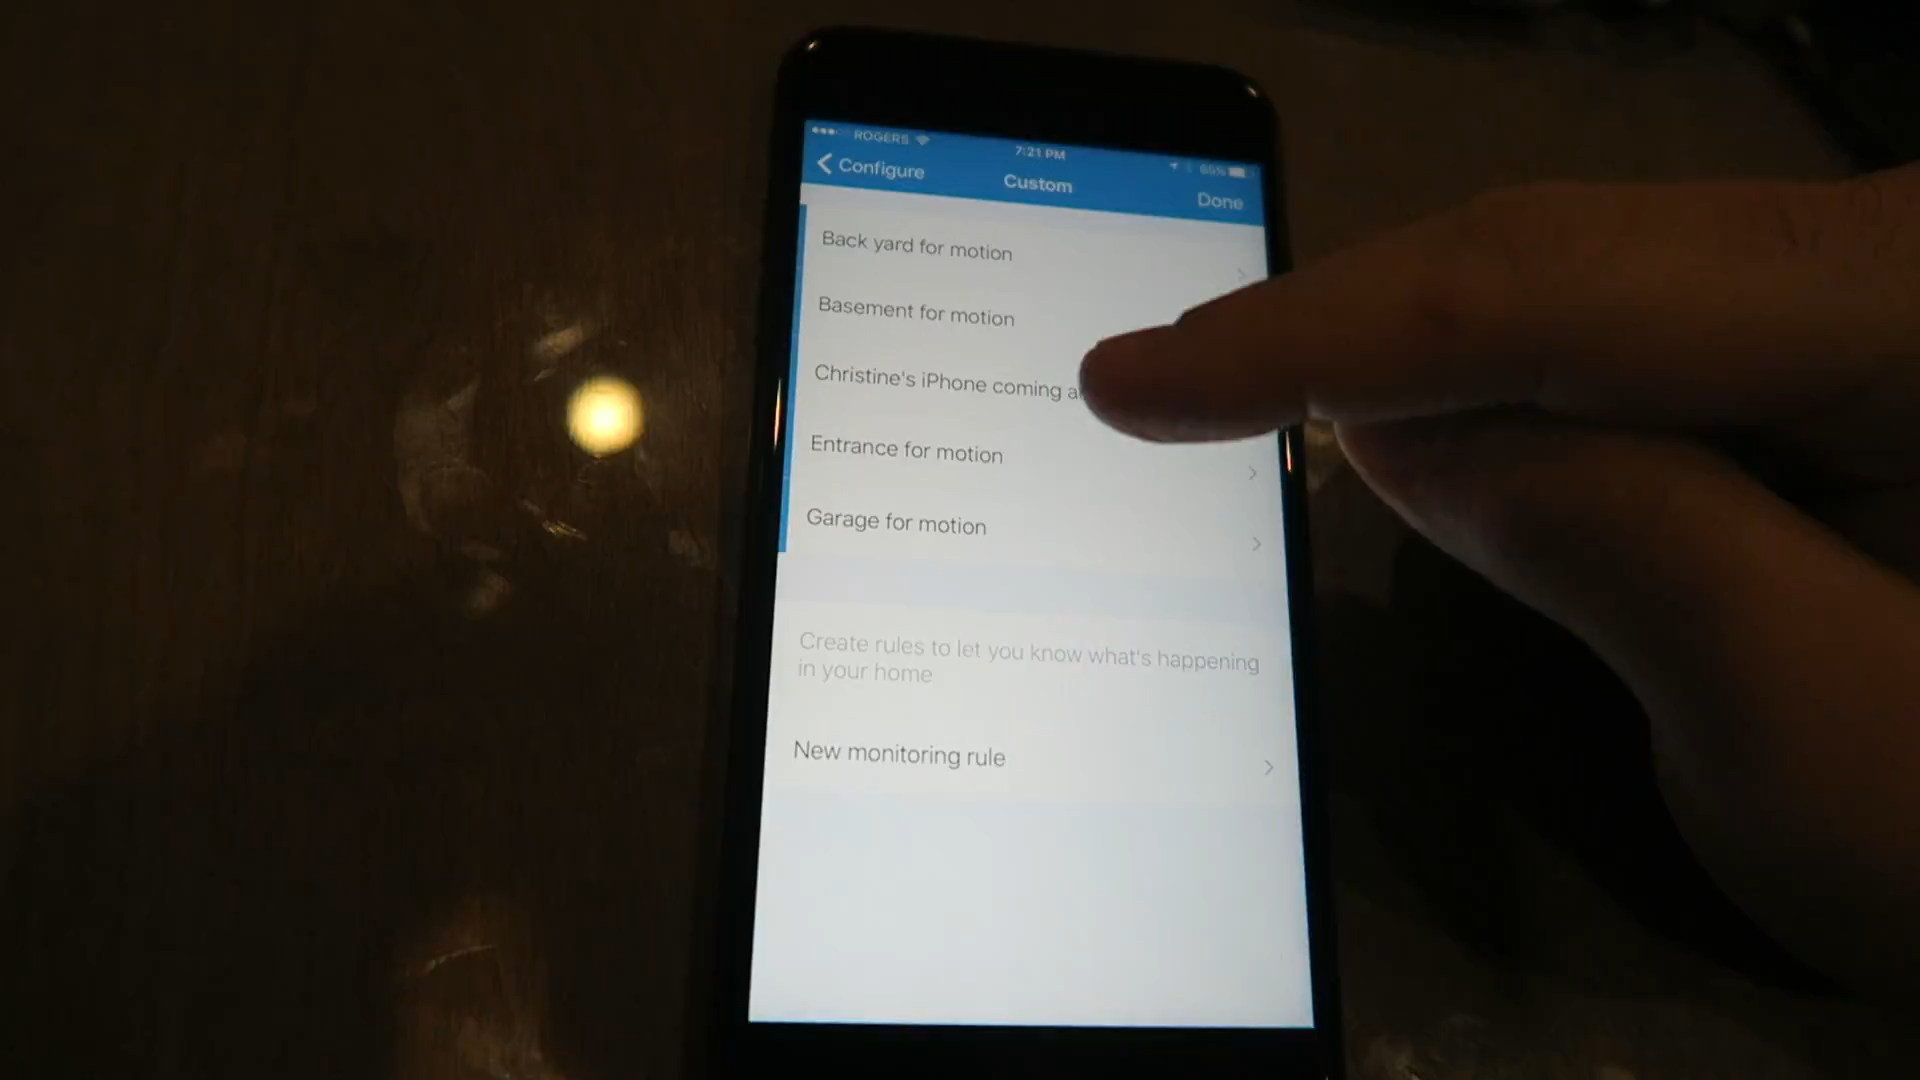 ROGERS
7:21 PM
65%
Configure
Custom
Done
Back yard for motion
Basement for motion
Christine's iPhone coming
Entrance for motion
Garage for motion
Create rules to let you know what's happening
in your home
New monitoring rule